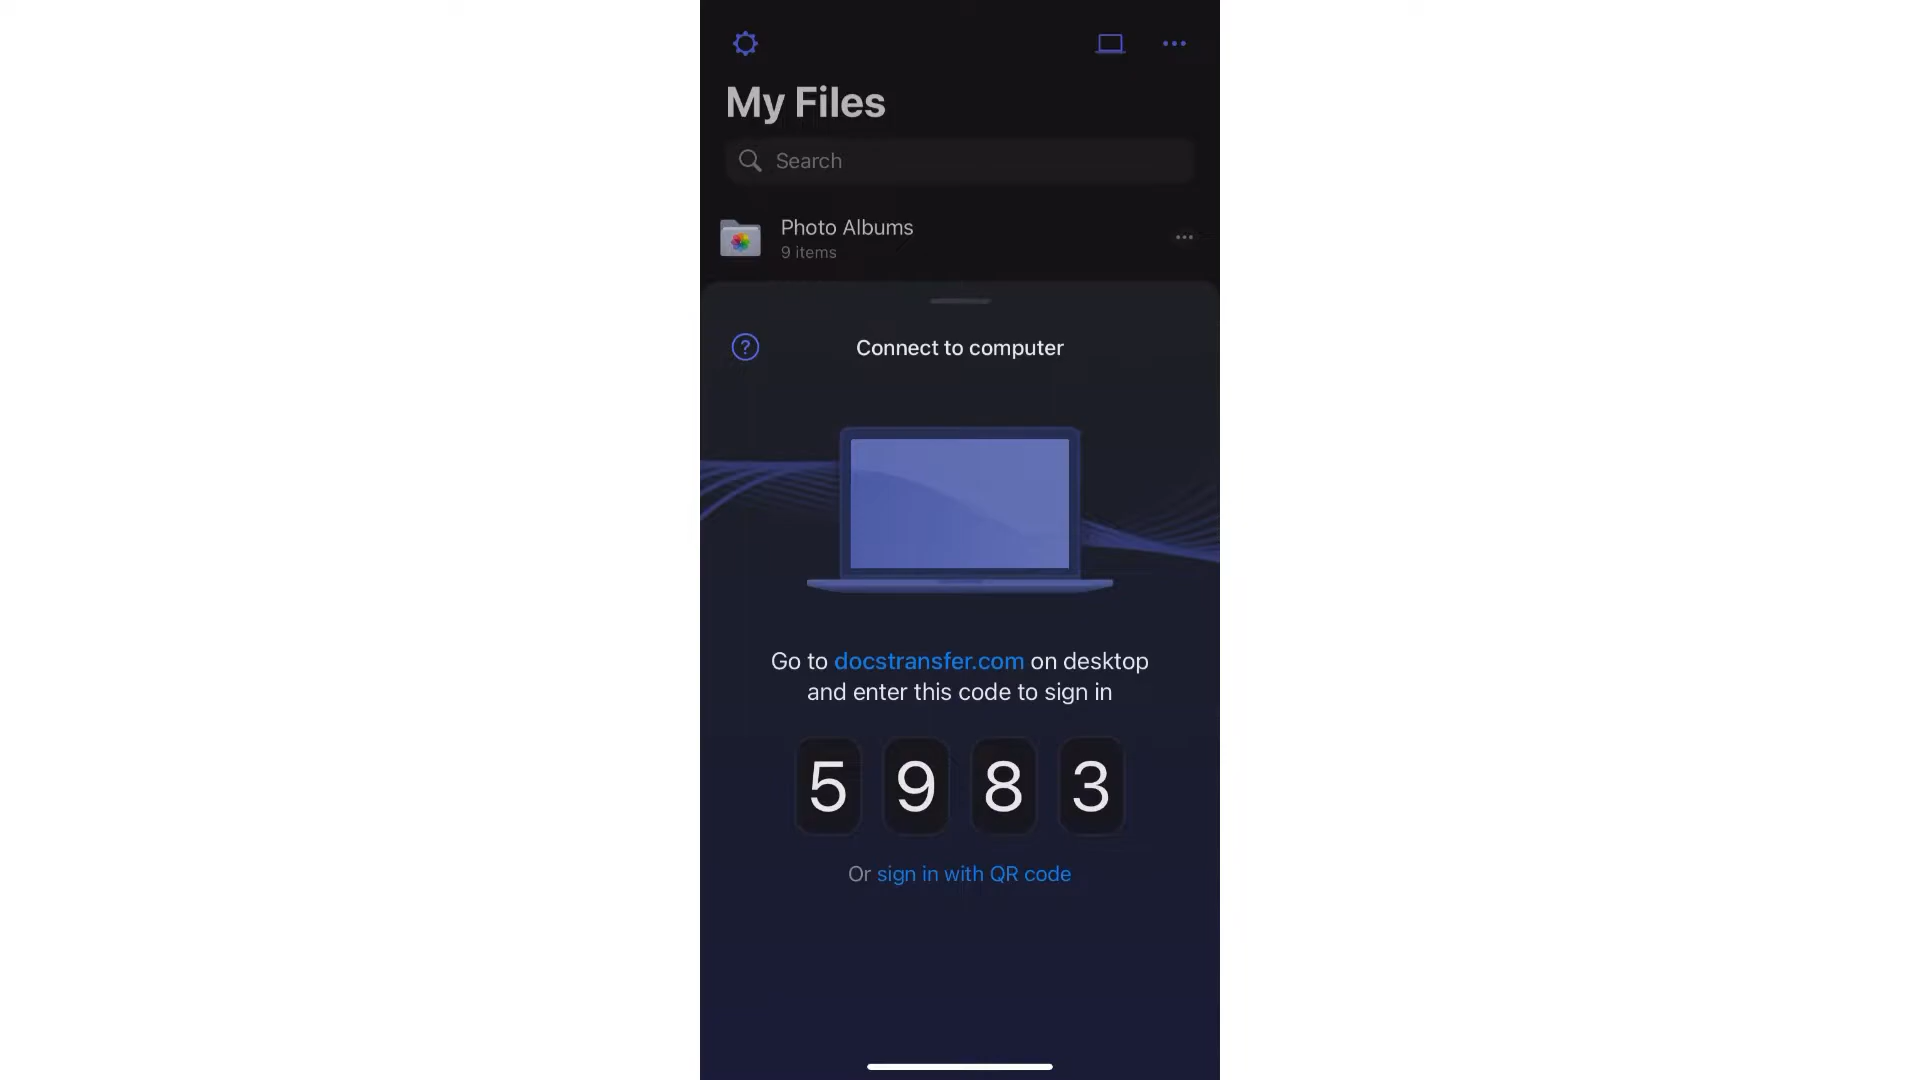 My Files
Search
Photo Albums
9 items
?
Connect to computer
Go to docstransfer.com on desktop
and enter this code to sign in
5 9 8 3
Or sign in with QR code